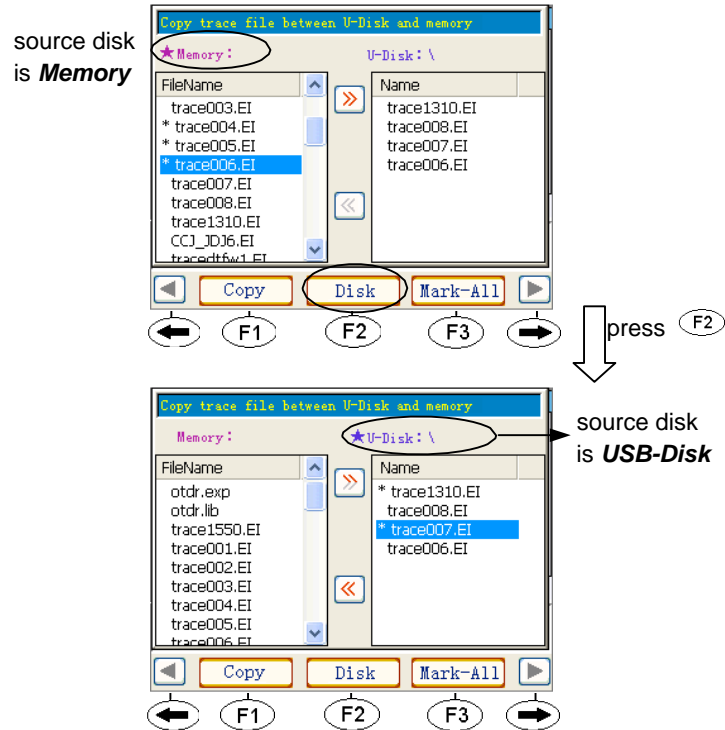 Copy trace file between U-Disk and memory
source disk
is Memory
★Memory: U-Disk:\
FileName Name
trace003.EI trace1310.EI
* trace004.EI trace008.EI
* trace005.EI trace007.EI
* trace006.EI trace006.EI
trace007.EI
trace008.EI
trace1310.EI
CCJ_JDJ6.EI
tracedtfw1.EI
Copy Disk Mark-All
F1 F2 F3
press F2
Copy trace file between U-Disk and memory
Memory: ★U-Disk:\
source disk
is USB-Disk
FileName Name
otdr.exp * trace1310.EI
otdr.lib trace008.EI
trace1550.EI * trace007.EI
trace001.EI trace006.EI
trace002.EI
trace003.EI
trace004.EI
trace005.EI
trace006.EI
Copy Disk Mark-All
F1 F2 F3